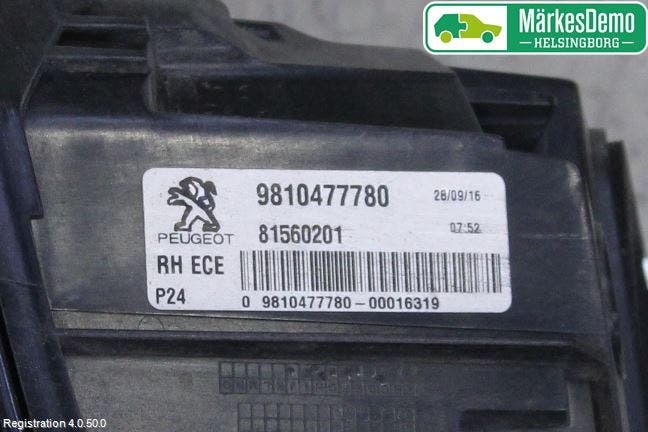 MärkesDemo
HELSINGBORG
9810477780 28/09/16
PEUGEOT 81560201 07:52
RH ECE
P24 0 9810477780-00016319
Registration 4.0.50.0